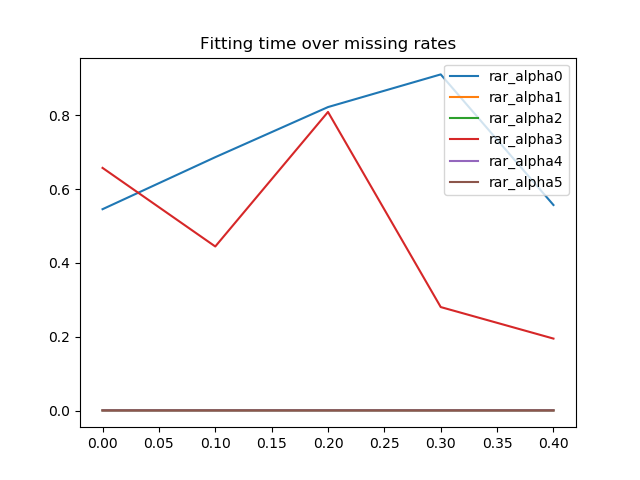 Fitting time over missing rates
rar_alpha0
rar_alpha1
rar_alpha2
rar_alpha3
rar_alpha4
rar_alpha5
0.8
0.6
0.4
0.2
0.0
0.00 0.05 0.10 0.15 0.20 0.25 0.30 0.35 0.40